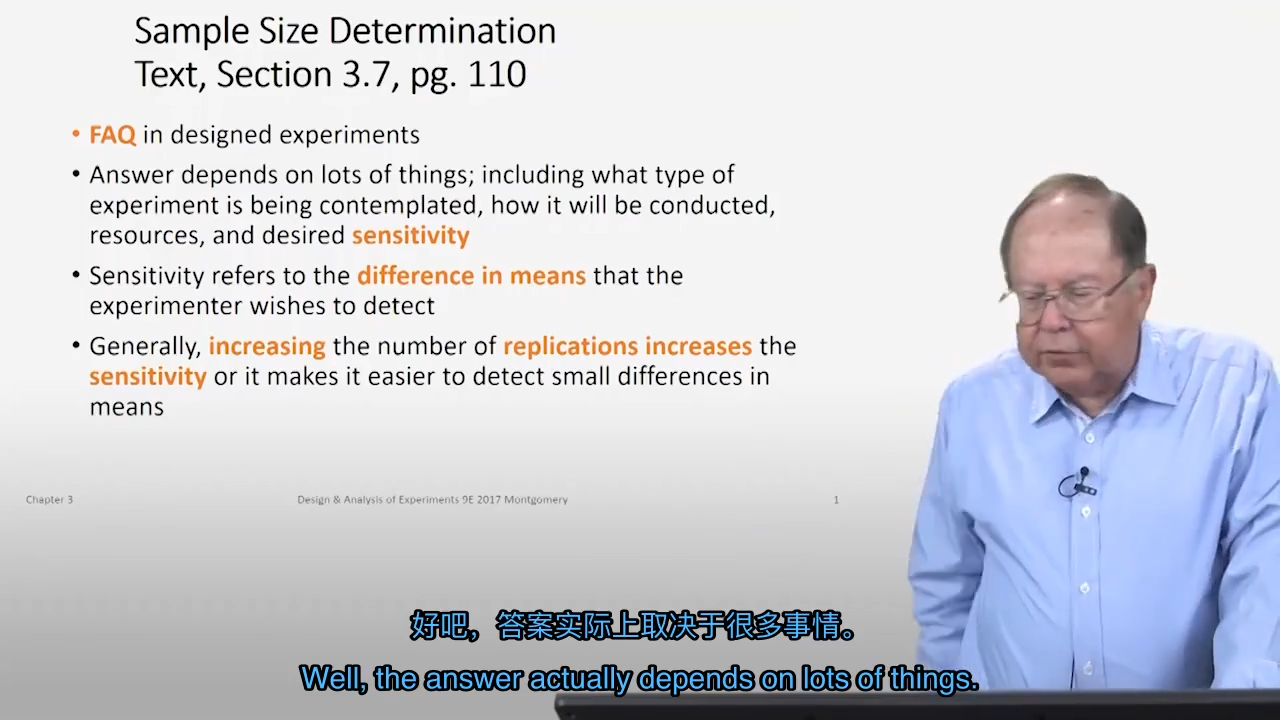 Sample Size Determination
Text, Section 3.7, pg. 110
• FAQ in designed experiments
• Answer depends on lots of things; including what type of
experiment is being contemplated, how it will be conducted,
resources, and desired sensitivity
• Sensitivity refers to the difference in means that the
experimenter wishes to detect
• Generally, increasing the number of replications increases the
sensitivity or it makes it easier to detect small differences in
means
Chapter 3
Design & Analysis of Experiments 9E 2017 Montgomery
1
好吧，答案实际上取决于很多事情。
Well, the answer actually depends on lots of things.